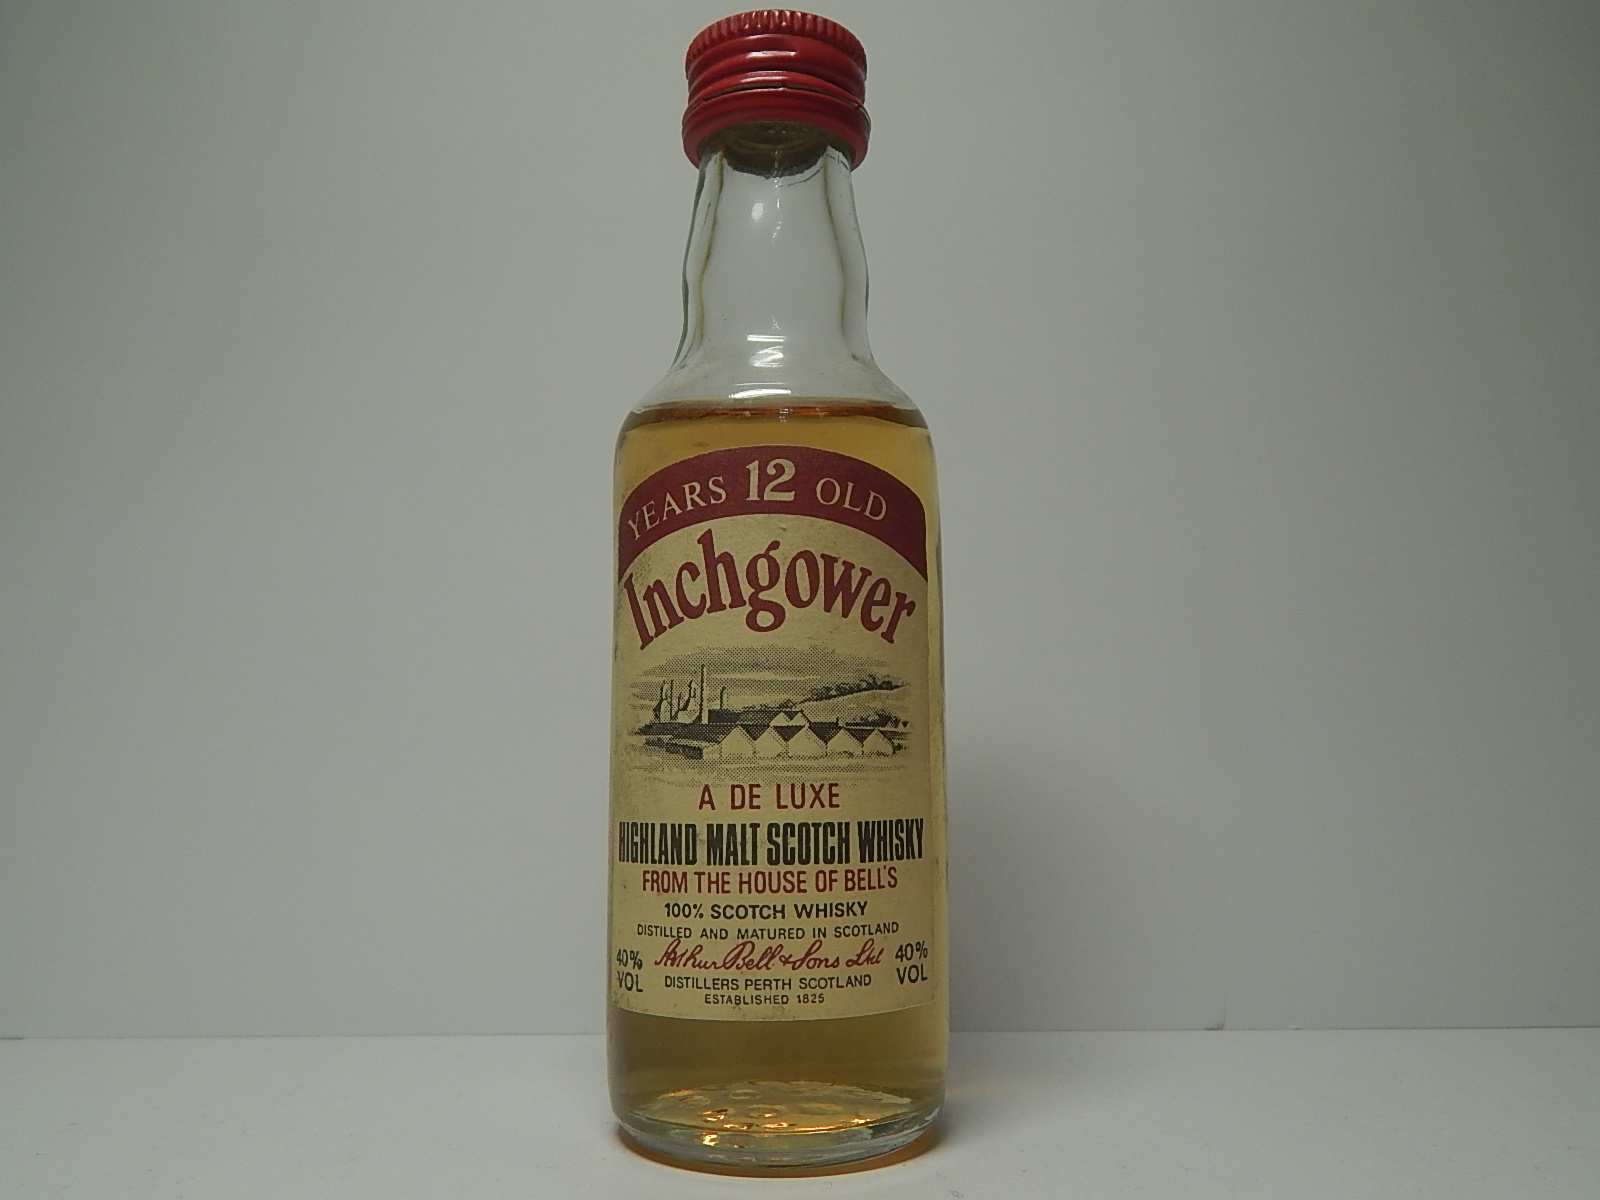 YEARS 12 OLD
Inchgower
A DE LUXE
HIGHLAND MALT SCOTCH WHISKY
FROM THE HOUSE OF BELL'S
100% SCOTCH WHISKY
DISTILLED AND MATURED IN SCOTLAND
40% VOL
Arthur Bell & Sons Ltd
40% VOL
DISTILLERS PERTH SCOTLAND
ESTABLISHED 1825